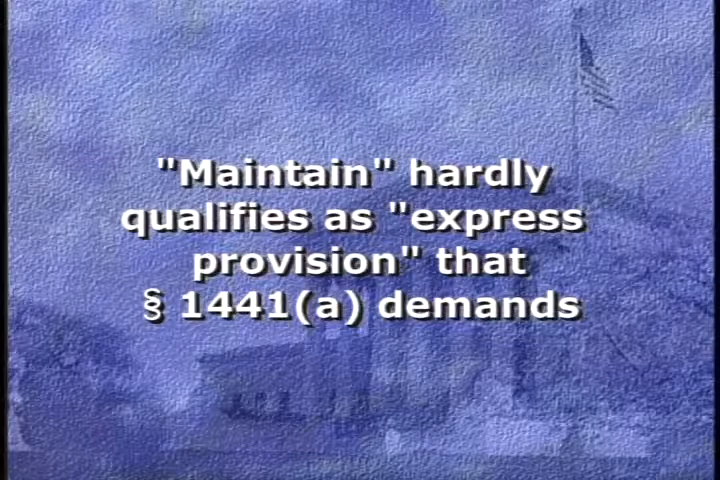 "Maintain" hardly
qualifies as "express
provision" that
§ 1441(a) demands